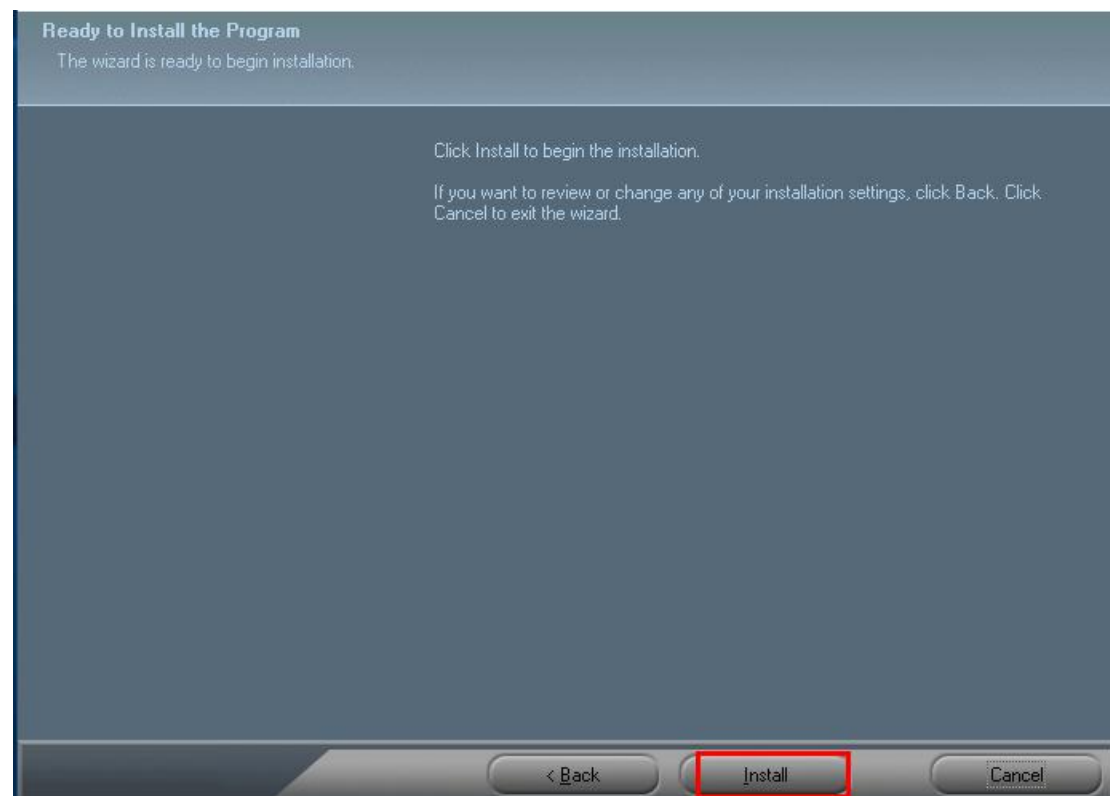 Ready to Install the Program
The wizard is ready to begin installation.
Click Install to begin the installation.
If you want to review or change any of your installation settings, click Back. Click
Cancel to exit the wizard.
< Back
Install
Cancel